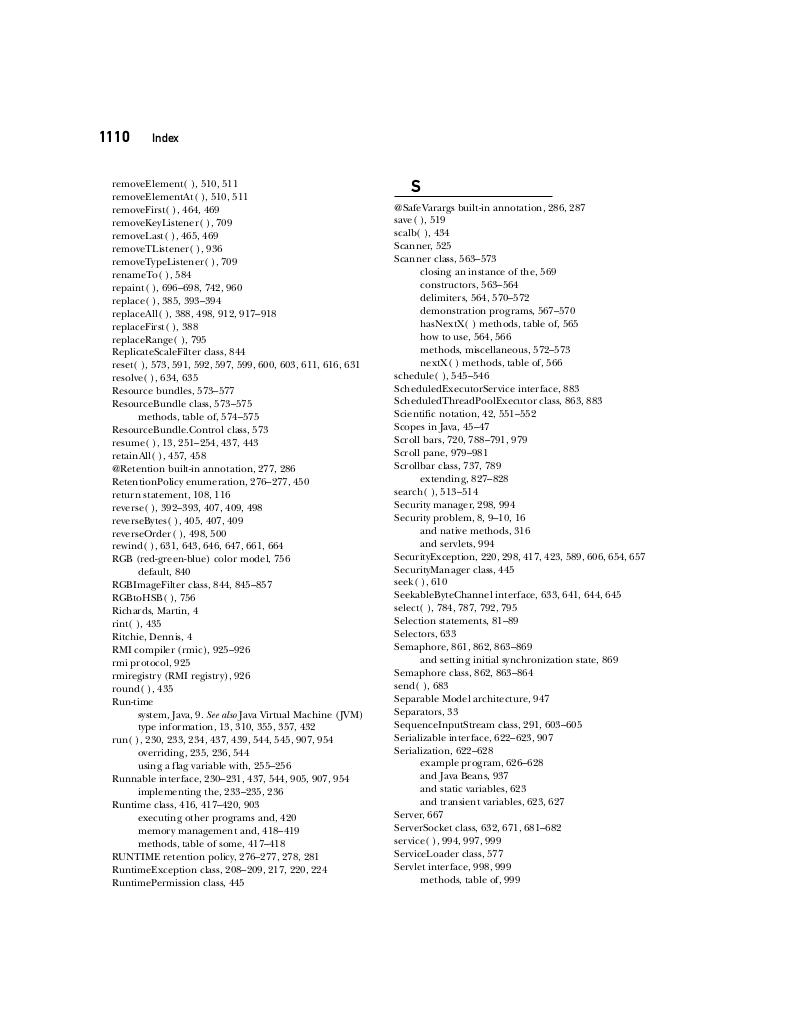 1110 Index
removeElement( ), 510, 511
removeElementAt( ), 510, 511
removeFirst( ), 464, 469
removeKeyListener( ), 709
removeLast( ), 465, 469
removeTListener( ), 936
removeTypeListener( ), 709
renameTo( ), 584
repaint( ), 696–698, 742, 960
replace( ), 385, 393–394
replaceAll( ), 388, 498, 912, 917–918
replaceFirst( ), 388
replaceRange( ), 795
ReplicateScaleFilter class, 844
reset( ), 573, 591, 592, 597, 599, 600, 603, 611, 616, 631
resolve( ), 634, 635
Resource bundles, 573–577
ResourceBundle class, 573–575
methods, table of, 574–575
ResourceBundle.Control class, 573
resume( ), 13, 251–254, 437, 443
retainAll( ), 457, 458
@Retention built-in annotation, 277, 286
RetentionPolicy enumeration, 276–277, 450
return statement, 108, 116
reverse( ), 392–393, 407, 409, 498
reverseBytes( ), 405, 407, 409
reverseOrder( ), 498, 500
rewind( ), 631, 643, 646, 647, 661, 664
RGB (red-green-blue) color model, 756
default, 840
RGBImageFilter class, 844, 845–857
RGBtoHSB( ), 756
Richards, Martin, 4
rint( ), 435
Ritchie, Dennis, 4
RMI compiler (rmic), 925–926
rmi protocol, 925
rmiregistry (RMI registry), 926
round( ), 435
Run-time
system, Java, 9. See also Java Virtual Machine (JVM)
type information, 13, 310, 355, 357, 432
run( ), 230, 233, 234, 437, 439, 544, 545, 907, 954
overriding, 235, 236, 544
using a flag variable with, 255–256
Runnable interface, 230–231, 437, 544, 905, 907, 954
implementing the, 233–235, 236
Runtime class, 416, 417–420, 903
executing other programs and, 420
memory management and, 418–419
methods, table of some, 417–418
RUNTIME retention policy, 276–277, 278, 281
RuntimeException class, 208–209, 217, 220, 224
RuntimePermission class, 445
S
@SafeVarargs built-in annotation, 286, 287
save( ), 519
scalb( ), 434
Scanner, 525
Scanner class, 563–573
closing an instance of the, 569
constructors, 563–564
delimiters, 564, 570–572
demonstration programs, 567–570
hasNextX( ) methods, table of, 565
how to use, 564, 566
methods, miscellaneous, 572–573
nextX( ) methods, table of, 566
schedule( ), 545–546
ScheduledExecutorService interface, 883
ScheduledThreadPoolExecutor class, 863, 883
Scientific notation, 42, 551–552
Scopes in Java, 45–47
Scroll bars, 720, 788–791, 979
Scroll pane, 979–981
Scrollbar class, 737, 789
extending, 827–828
search( ), 513–514
Security manager, 298, 994
Security problem, 8, 9–10, 16
and native methods, 316
and servlets, 994
SecurityException, 220, 298, 417, 423, 589, 606, 654, 657
SecurityManager class, 445
seek( ), 610
SeekableByteChannel interface, 633, 641, 644, 645
select( ), 784, 787, 792, 795
Selection statements, 81–89
Selectors, 633
Semaphore, 861, 862, 863–869
and setting initial synchronization state, 869
Semaphore class, 862, 863–864
send( ), 683
Separable Model architecture, 947
Separators, 33
SequenceInputStream class, 291, 603–605
Serializable interface, 622–623, 907
Serialization, 622–628
example program, 626–628
and Java Beans, 937
and static variables, 623
and transient variables, 623, 627
Server, 667
ServerSocket class, 632, 671, 681–682
service( ), 994, 997, 999
ServiceLoader class, 577
Servlet interface, 998, 999
methods, table of, 999